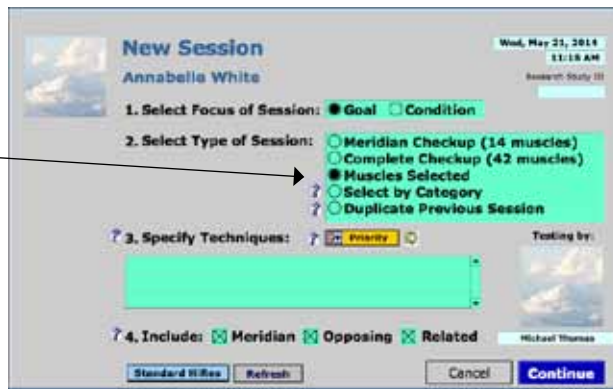 New Session
Wed, May 21, 2014
11:15 AM
Annabelle White
Research Study ID
1. Select Focus of Session: Goal Condition
2. Select Type of Session: Meridian Checkup (14 muscles)
Complete Checkup (42 muscles)
Muscles Selected
? Select by Category
? Duplicate Previous Session
? 3. Specify Techniques: ? Priority
Testing by:
? 4. Include: Meridian Opposing Related
Michael Thomas
Standard HiRes Refresh Cancel Continue